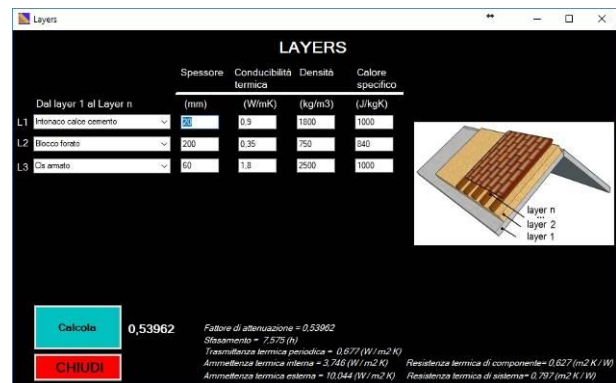 Layers
LAYERS
Spessore Conducibilità Densità Calore
termica specifico
Dal layer 1 al Layer n (mm) (W/mK) (kg/m3) (J/kgK)
L1 Intonaco calce cemento 20 0,9 1800 1000
L2 Blocco forato 200 0,35 750 840
L3 Cls armato 60 1,8 2500 1000
layer n
...
layer 2
layer 1
Calcola 0,53962
CHIUDI
Fattore di attenuazione = 0,53962
Sfasamento = 7,575 (h)
Trasmittanza termica periodica = 0,677 (W / m2 K)
Ammettenza termica interna = 3,746 (W / m2 K) Resistenza termica di componente= 0,627 (m2 K / W)
Ammettenza termica esterna = 10,044 (W / m2 K) Resistenza termica di sistema= 0,797 (m2 K / W)